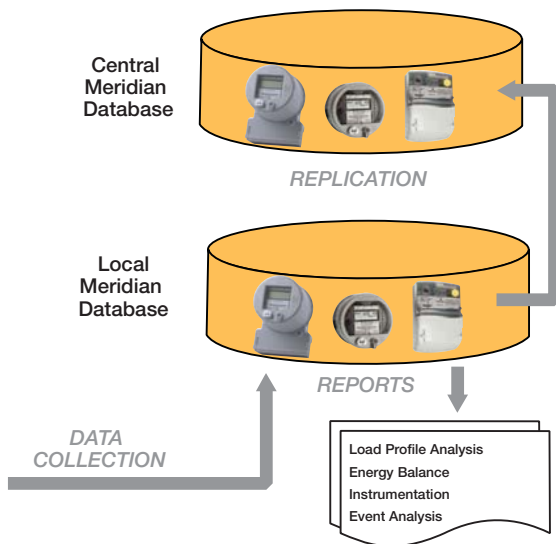 Central
Meridian
Database
REPLICATION
Local
Meridian
Database
REPORTS
DATA
COLLECTION
Load Profile Analysis
Energy Balance
Instrumentation
Event Analysis